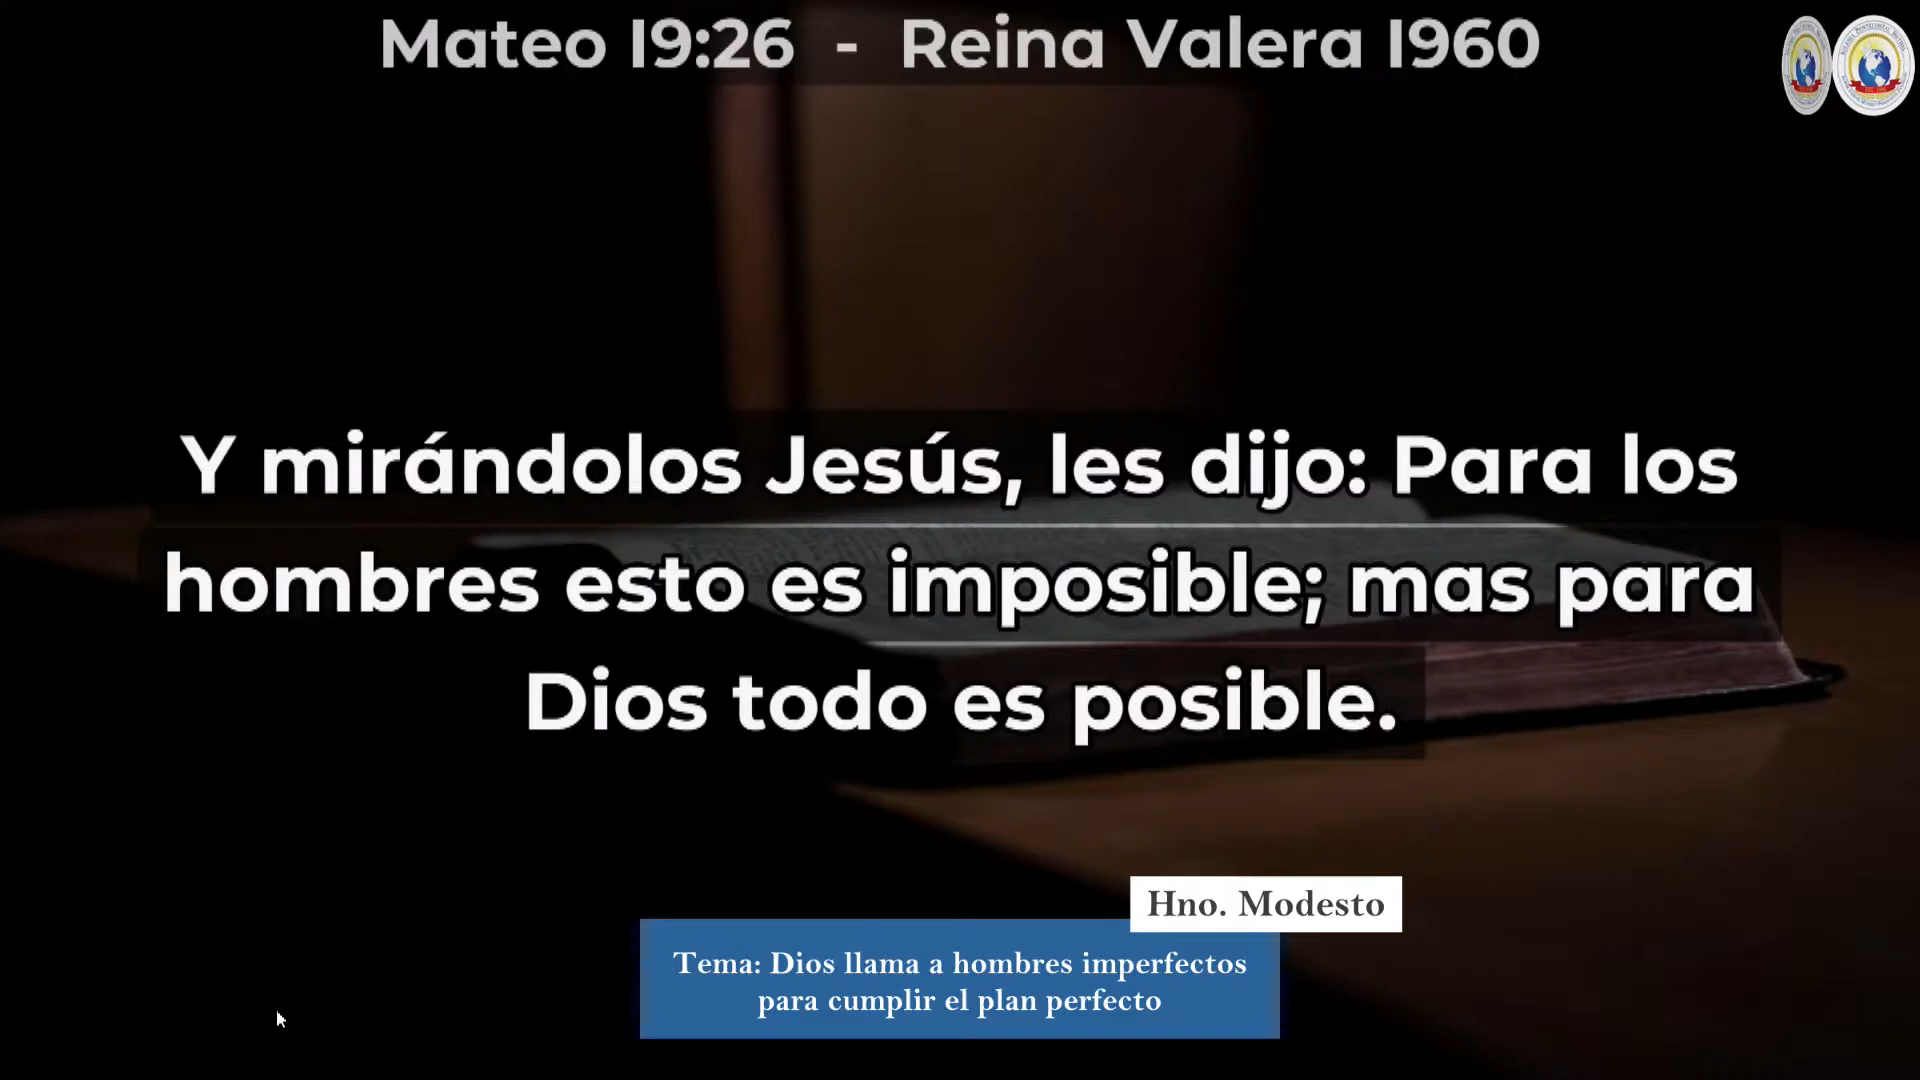 Mateo 19:26 - Reina Valera 1960
Y mirándolos Jesús, les dijo: Para los
hombres esto es imposible; mas para
Dios todo es posible.
Hno. Modesto
Tema: Dios llama a hombres imperfectos
para cumplir el plan perfecto